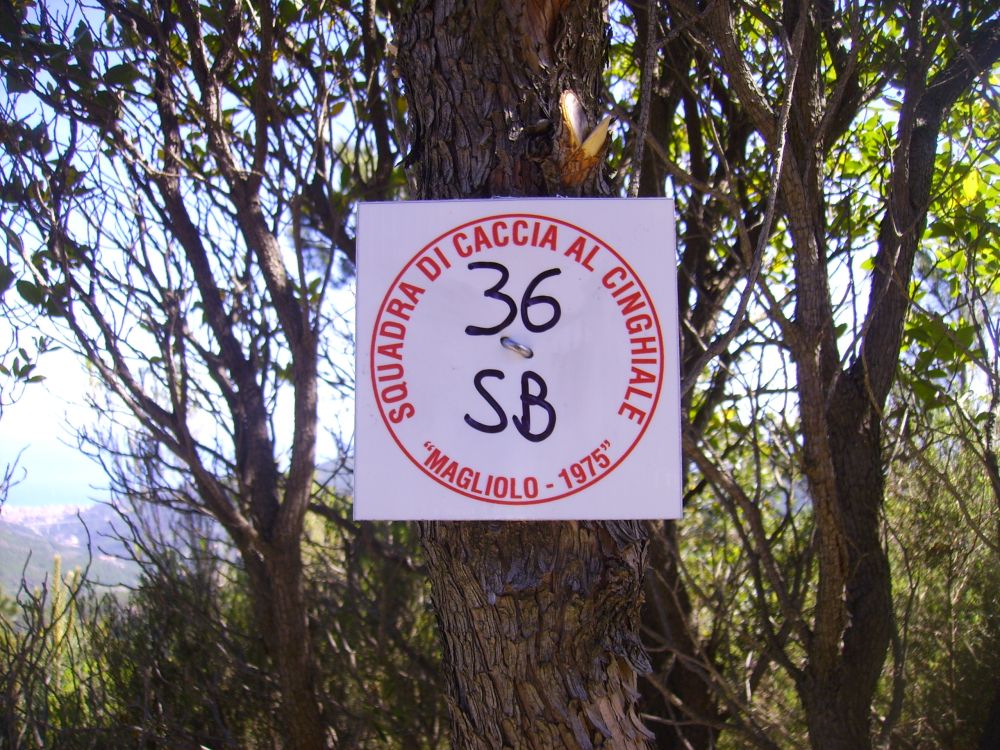 SQUADRA DI CACCIA AL CINGHIALE
36
SB
"MAGLIOLO - 1975"